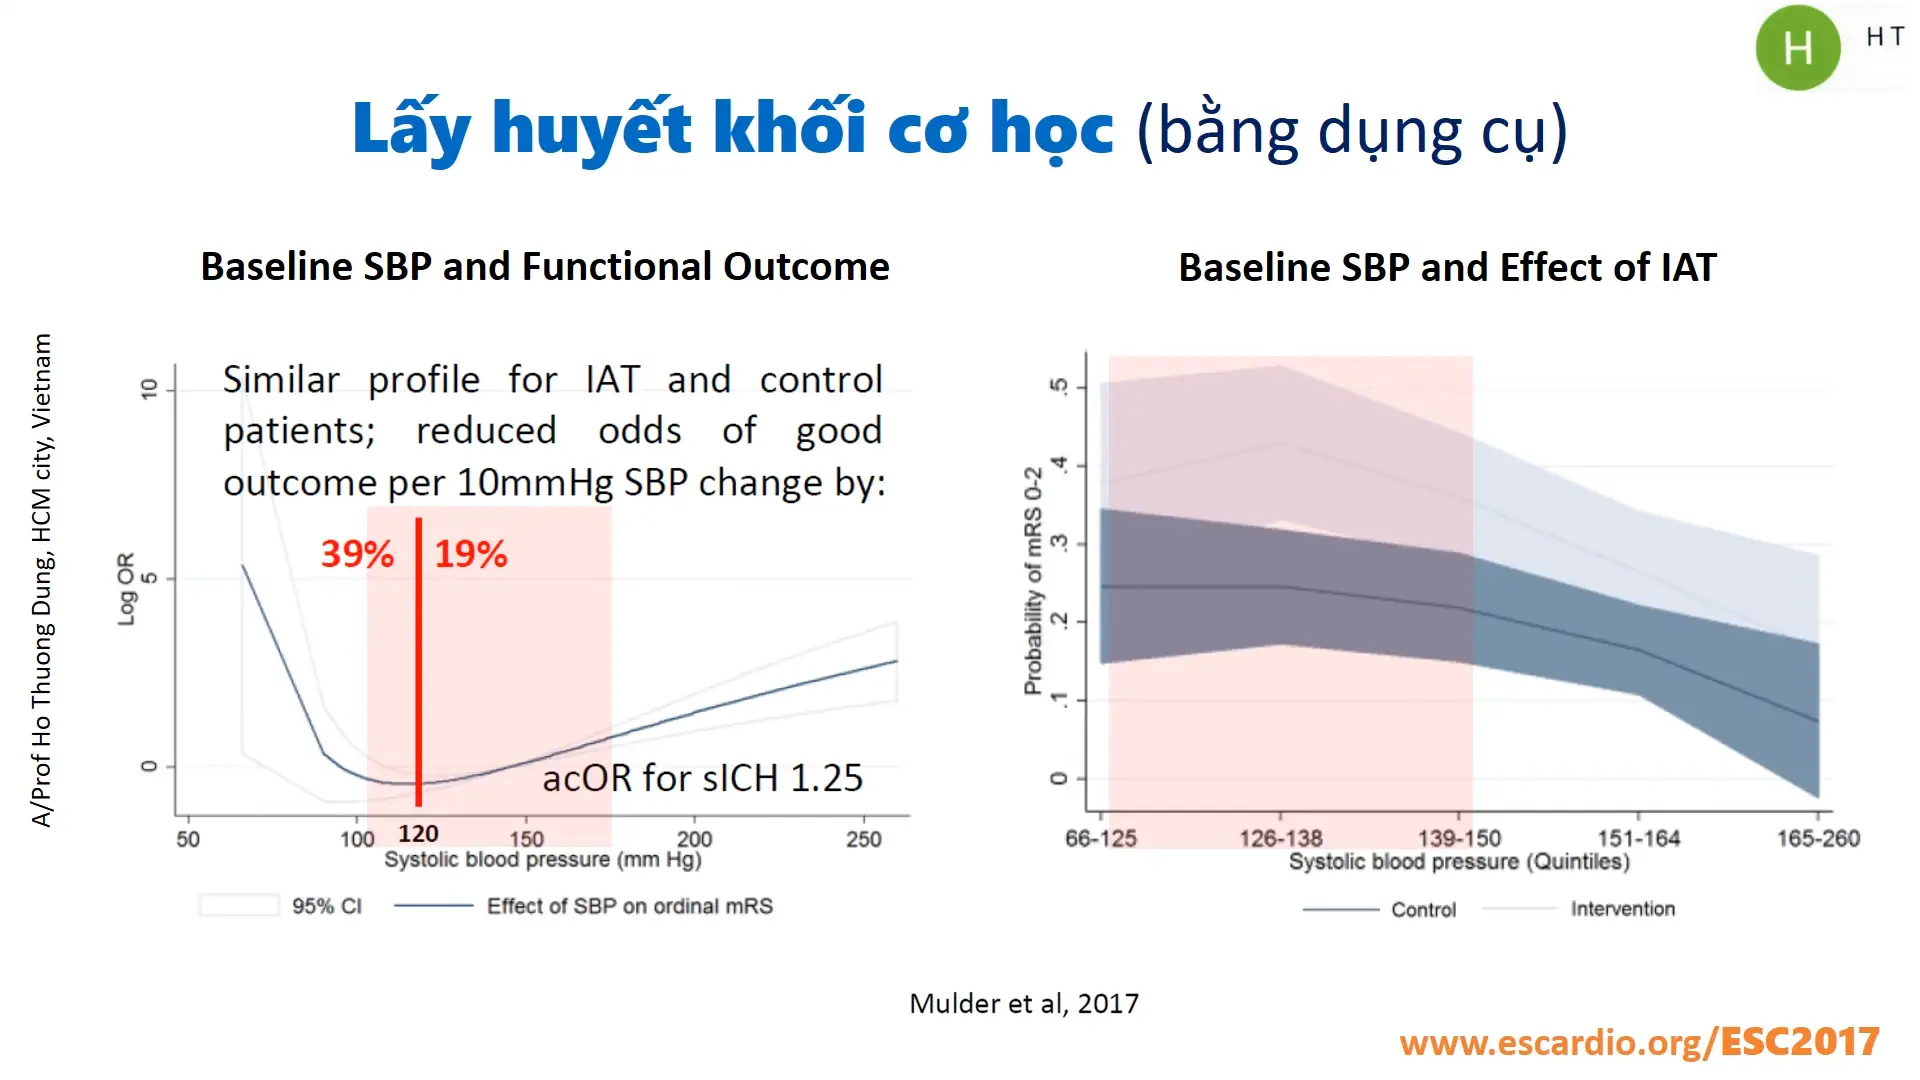 H
H T
Lấy huyết khối cơ học (bằng dụng cụ)
A/Prof Ho Thuong Dung, HCM city, Vietnam
Baseline SBP and Functional Outcome
Similar profile for IAT and control
patients; reduced odds of good
outcome per 10mmHg SBP change by:
39% 19%
Log OR
10
5
0
acOR for sICH 1.25
50 100 120 150 200 250
Systolic blood pressure (mm Hg)
95% CI Effect of SBP on ordinal mRS
Baseline SBP and Effect of IAT
Probability of mRS 0-2
.5
.4
.3
.2
.1
0
66-125 126-138 139-150 151-164 165-260
Systolic blood pressure (Quintiles)
Control Intervention
Mulder et al, 2017
www.escardio.org/ESC2017